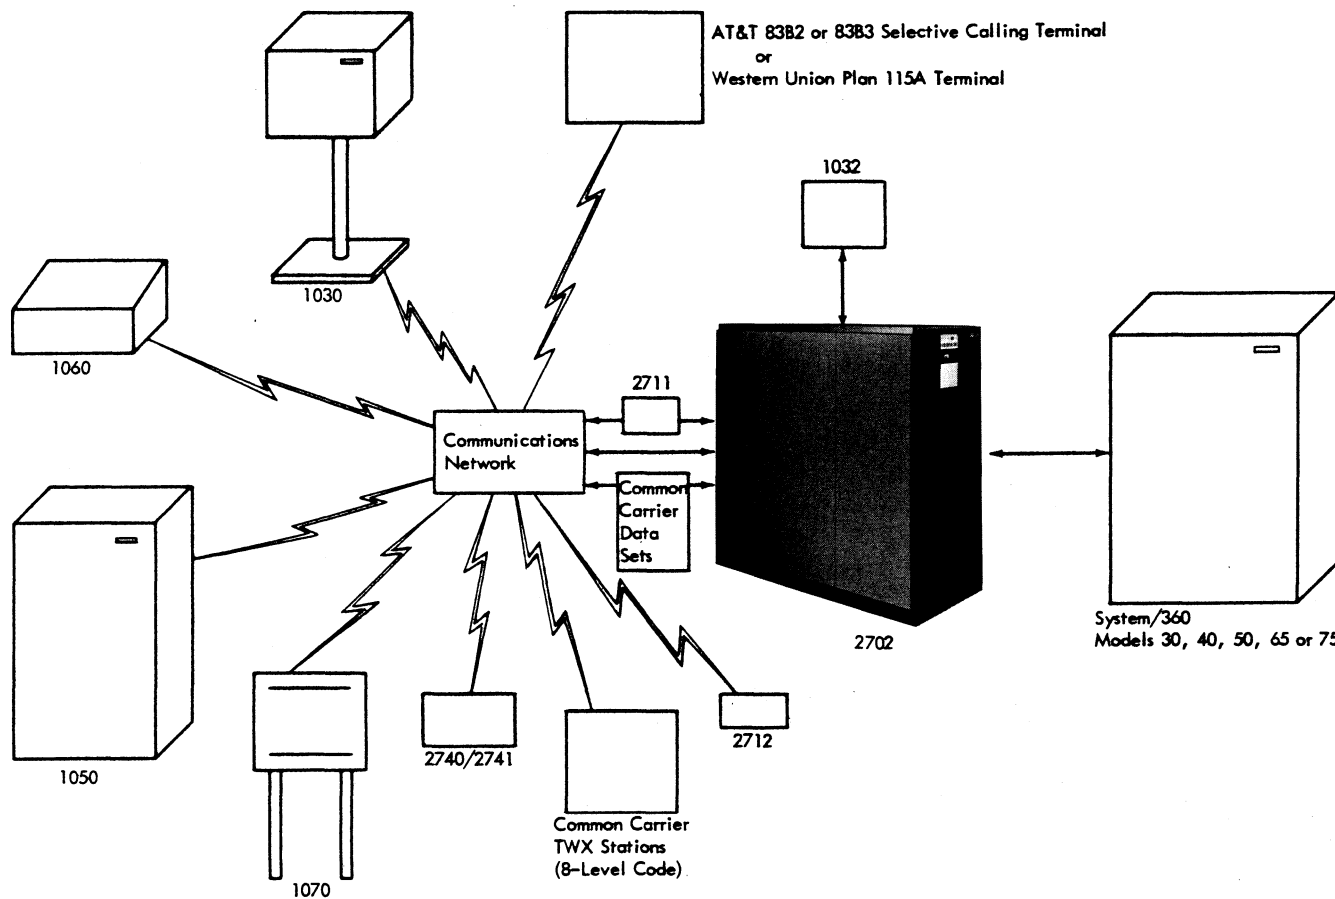 AT&T 83B2 or 83B3 Selective Calling Terminal
or
Western Union Plan 115A Terminal
1032
1030
1060
2711
Communications
Network
Common
Carrier
Data
Sets
2702
System/360
Models 30, 40, 50, 65 or 75
1050
1070
2740/2741
2712
Common Carrier
TWX Stations
(8-Level Code)